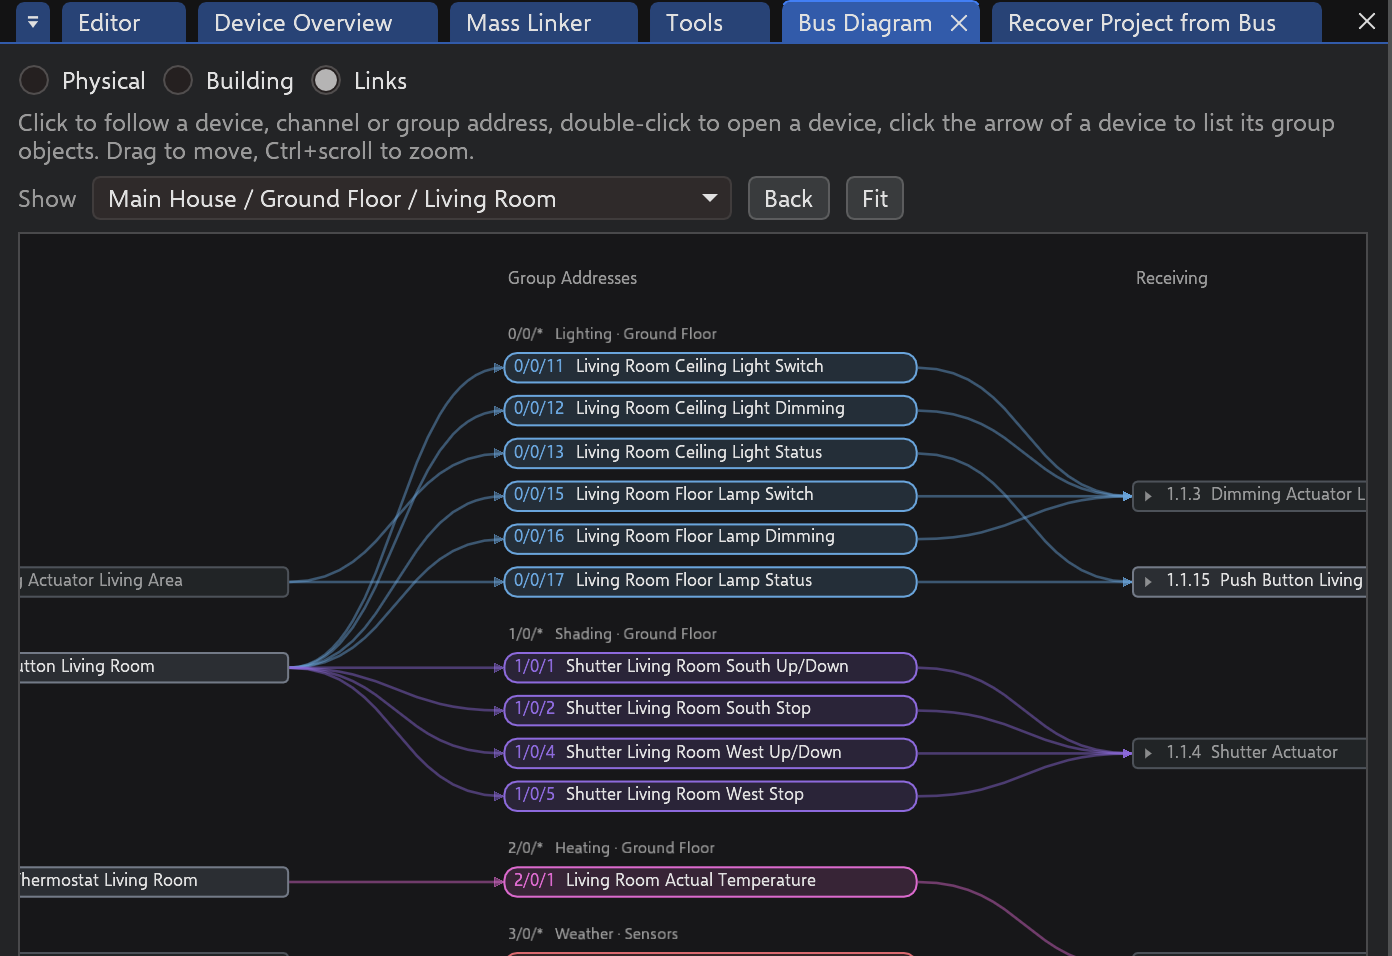 Editor
Device Overview
Mass Linker
Tools
Bus Diagram
Recover Project from Bus
Physical
Building
Links
Click to follow a device, channel or group address, double-click to open a device, click the arrow of a device to list its group
objects. Drag to move, Ctrl+scroll to zoom.
Show
Main House / Ground Floor / Living Room
Back
Fit
Group Addresses
Receiving
0/0/* Lighting · Ground Floor
0/0/11 Living Room Ceiling Light Switch
0/0/12 Living Room Ceiling Light Dimming
0/0/13 Living Room Ceiling Light Status
0/0/15 Living Room Floor Lamp Switch
1.1.3 Dimming Actuator L
0/0/16 Living Room Floor Lamp Dimming
Actuator Living Area
0/0/17 Living Room Floor Lamp Status
1.1.15 Push Button Living
1/0/* Shading · Ground Floor
utton Living Room
1/0/1 Shutter Living Room South Up/Down
1/0/2 Shutter Living Room South Stop
1/0/4 Shutter Living Room West Up/Down
1.1.4 Shutter Actuator
1/0/5 Shutter Living Room West Stop
2/0/* Heating · Ground Floor
hermostat Living Room
2/0/1 Living Room Actual Temperature
3/0/* Weather · Sensors